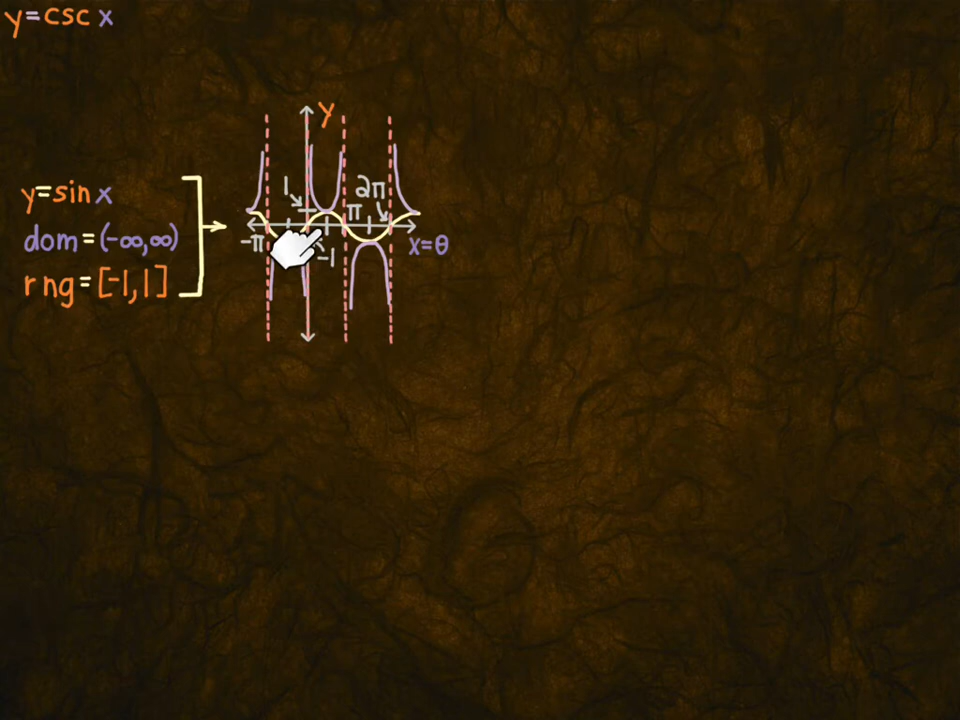 y=csc x
y
1
2π
y=sin x
π
dom=(-∞,∞)
-π
x=θ
-1
rng=[-1,1]